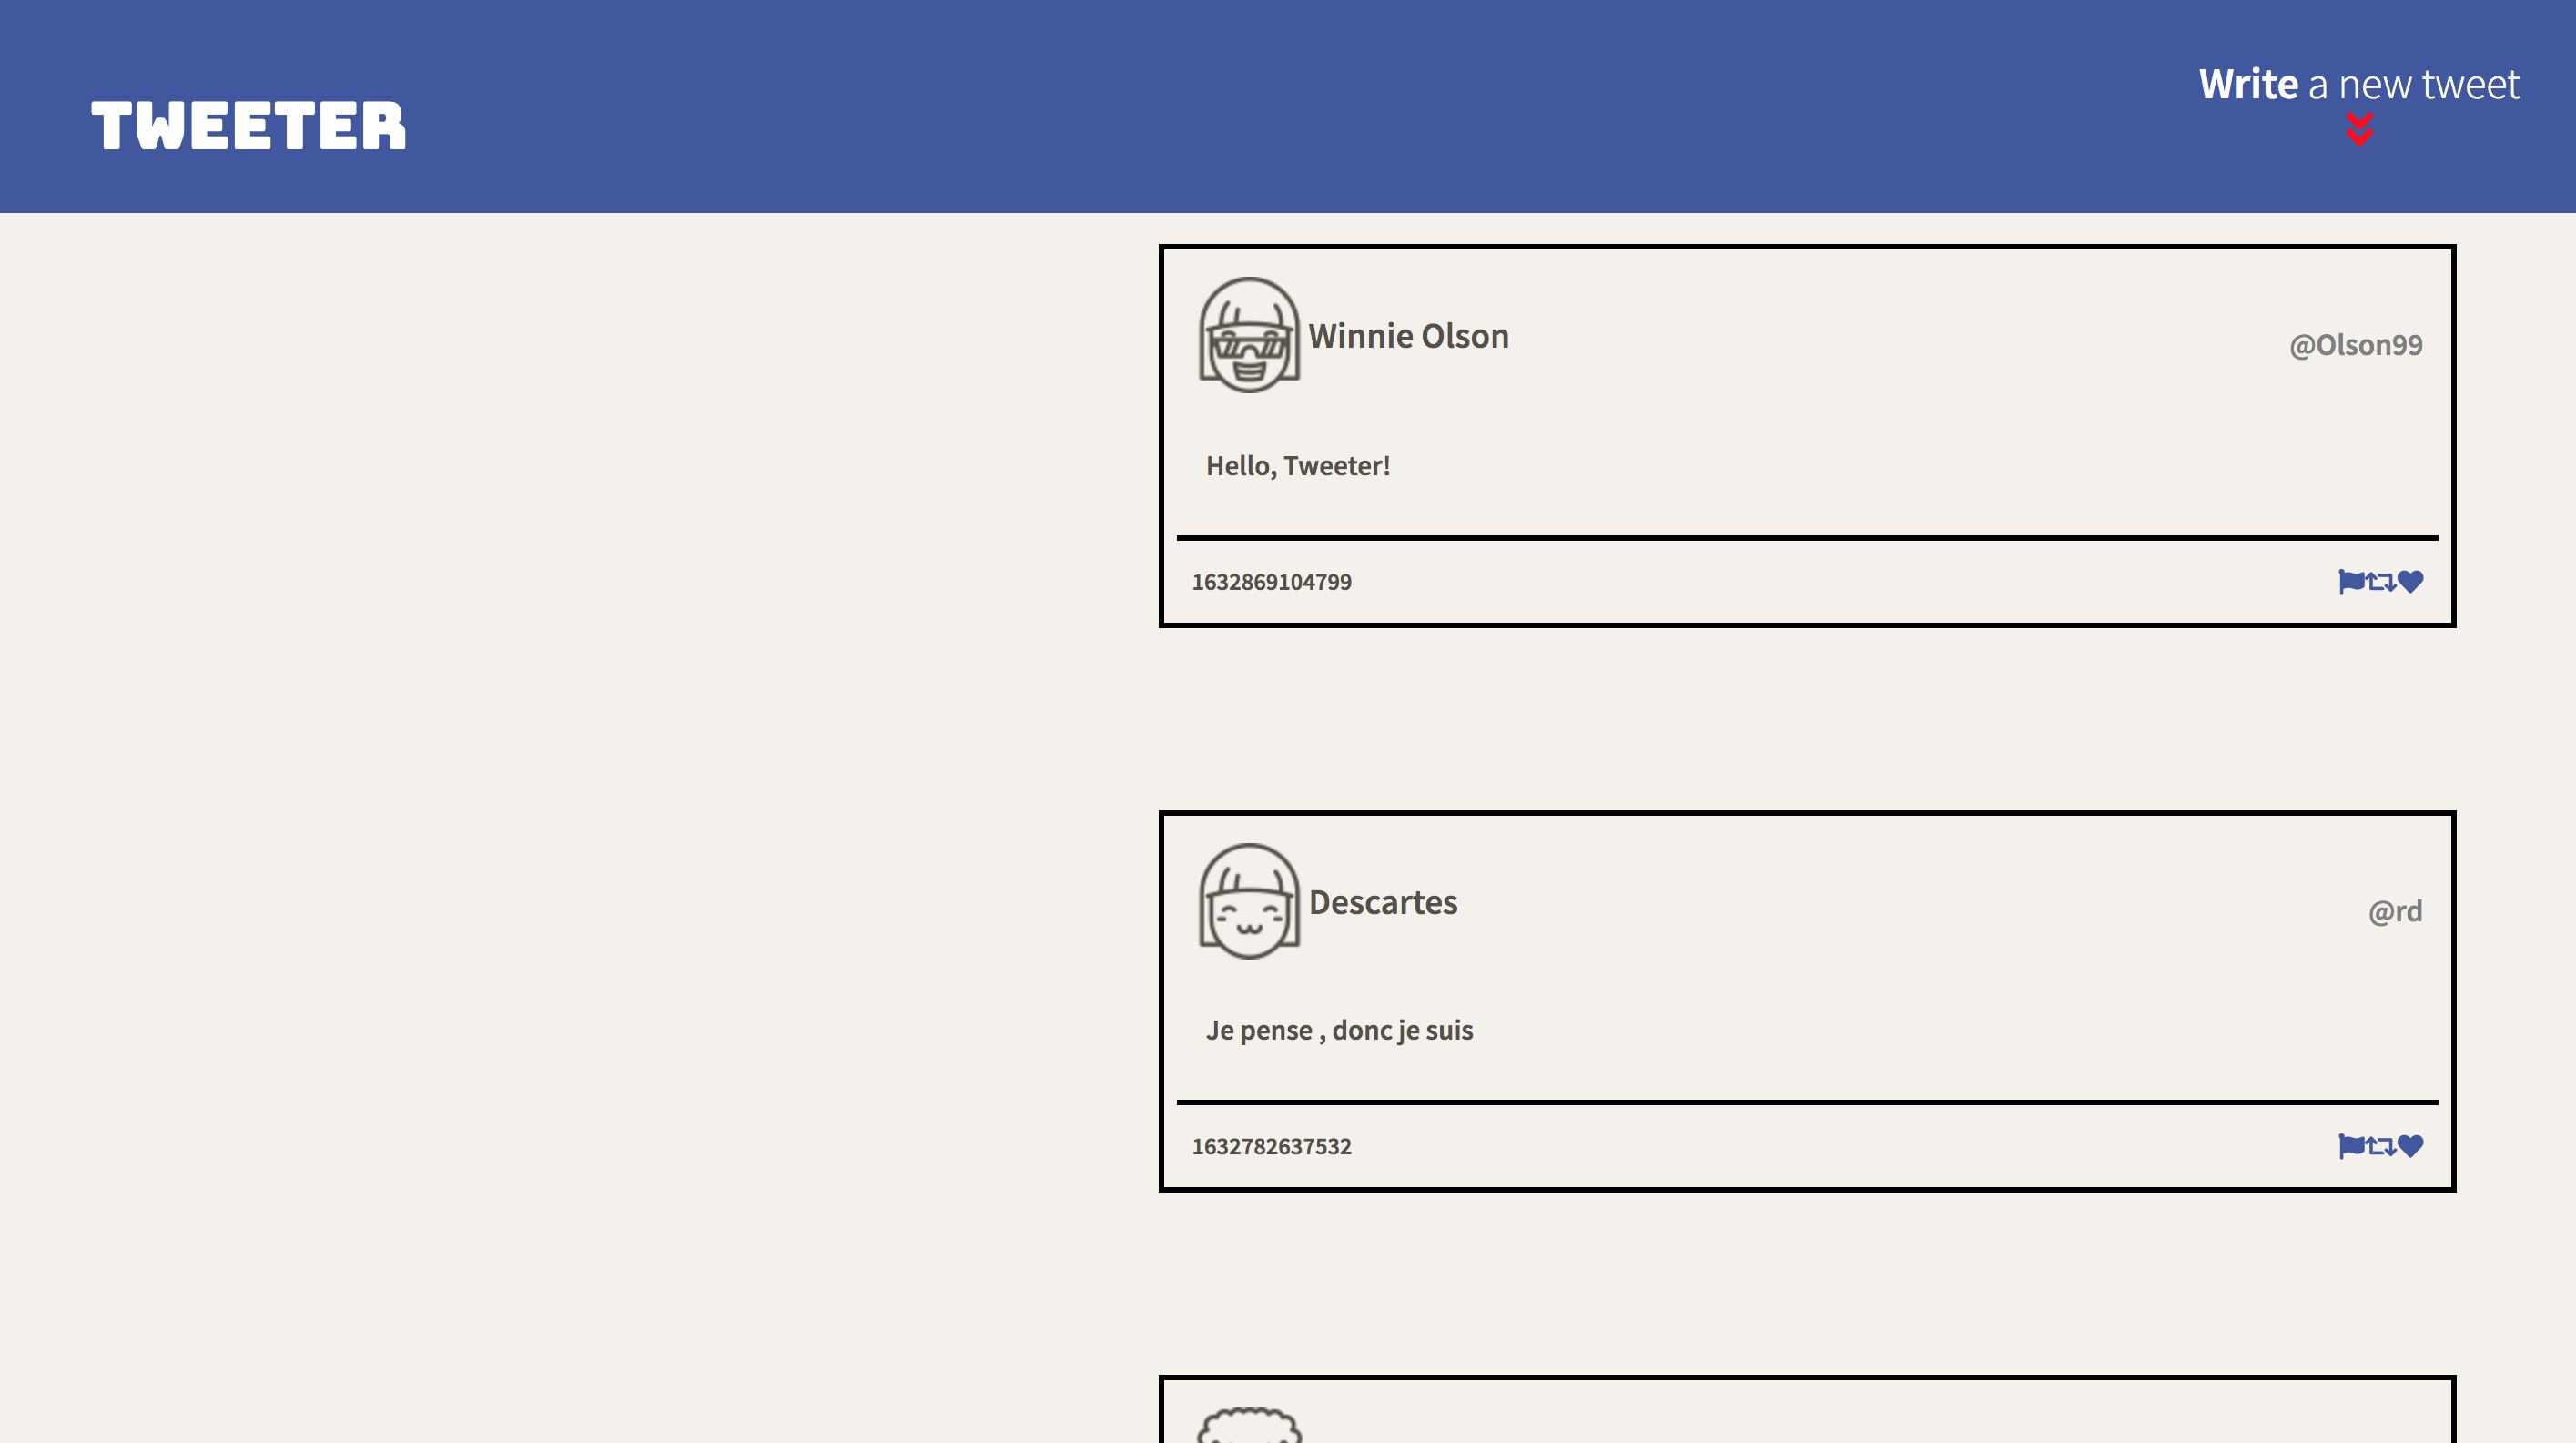 TWEETER
Write a new tweet
Winnie Olson
@Olson99
Hello, Tweeter!
1632869104799
Descartes
@rd
Je pense , donc je suis
1632782637532